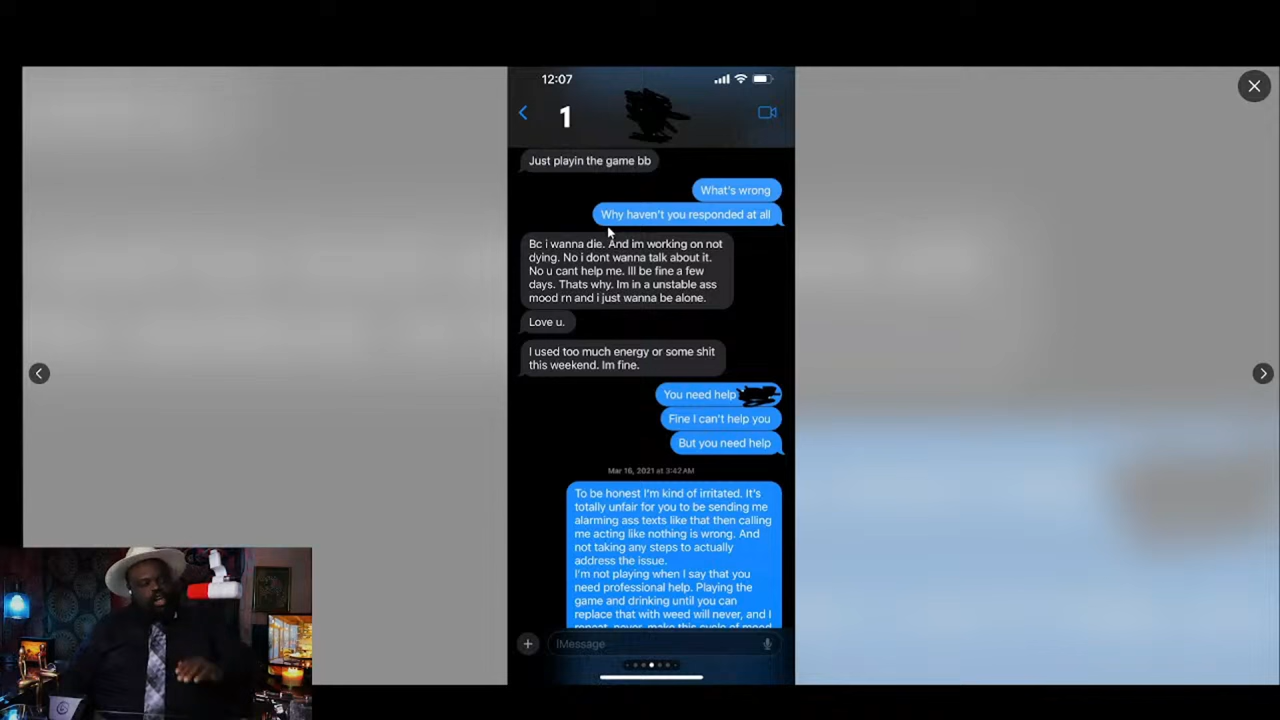 12:07
1
Just playin the game bb
What's wrong
Why haven't you responded at all
Bc i wanna die. And im working on not
dying. No i dont wanna talk about it.
No u cant help me. Ill be fine a few
days. Thats why. Im in a unstable ass
mood rn and i just wanna be alone.
Love u.
I used too much energy or some shit
this weekend. Im fine.
You need help
Fine I can't help you
But you need help
Mar 16, 2021 at 3:42 AM
To be honest I'm kind of irritated. It's
totally unfair for you to be sending me
alarming ass texts like that then calling
me acting like nothing is wrong. And
not taking any steps to actually
address the issue.
I'm not playing when I say that you
need professional help. Playing the
game and drinking until you can
replace that with weed will never, and I
repeat, never, make this cycle of mood
iMessage